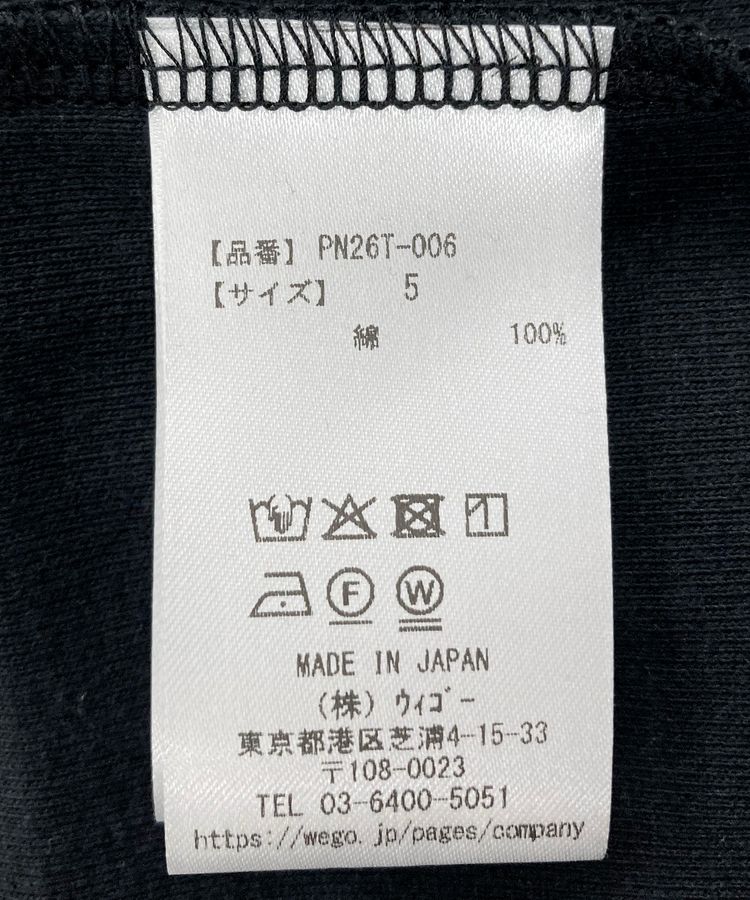 【品番】 PN26T-006
【サイズ】 5
綿 100%
F W
MADE IN JAPAN
(株) ｳｨｺﾞｰ
東京都港区芝浦4-15-33
〒108-0023
TEL 03-6400-5051
https://wego.jp/pages/company